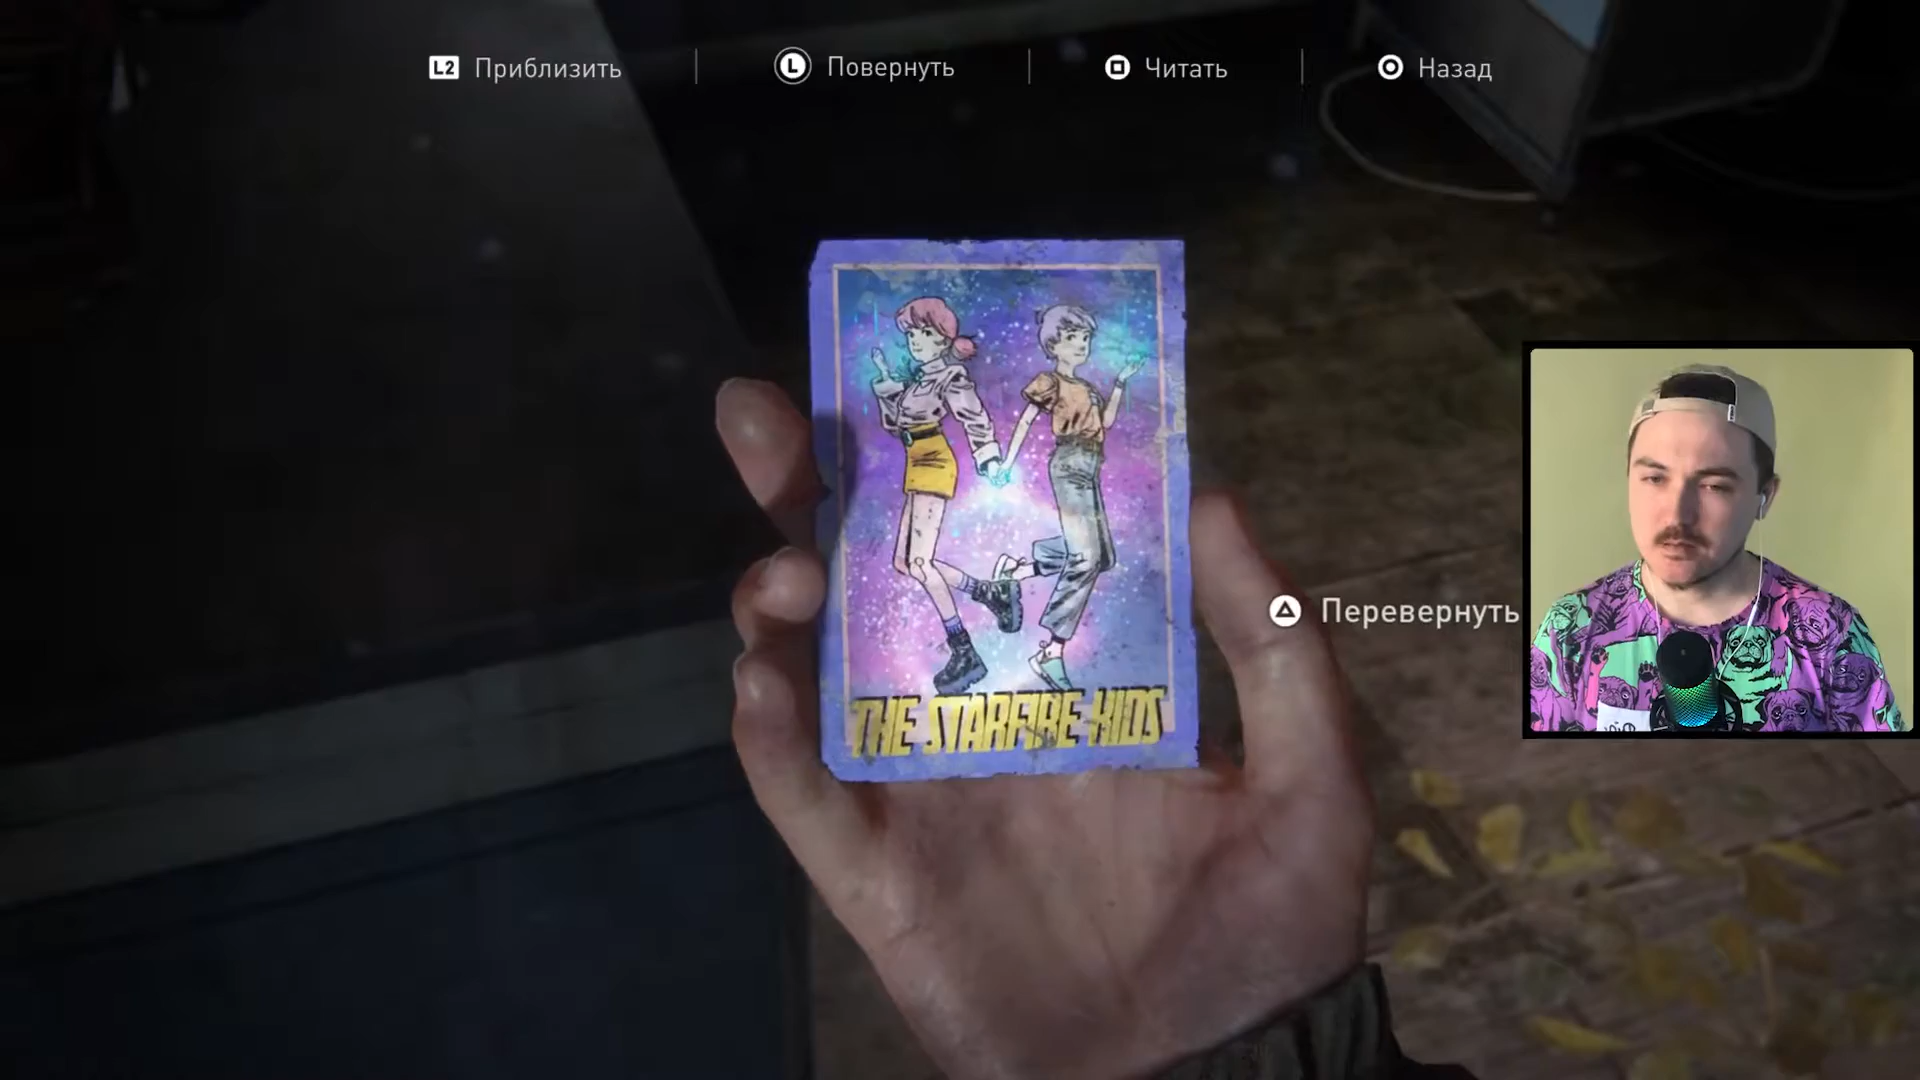 L2 Приблизить
L Повернуть
Читать
Назад
Перевернуть
THE STARFIRE KIDS